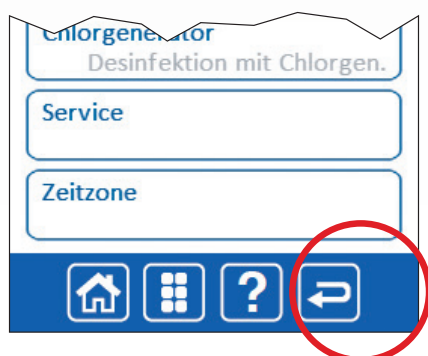 Chlorgenerator
Desinfektion mit Chlorgen.
Service
Zeitzone
?